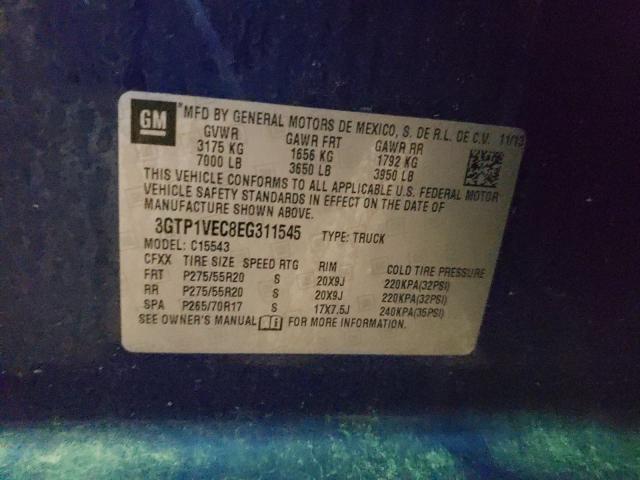 GM
*MFD BY GENERAL MOTORS DE MEXICO, S. DE R.L. DE C.V. 11/13
GVWR GAWR FRT GAWR RR
3175 KG 1656 KG 1792 KG
7000 LB 3650 LB 3950 LB
THIS VEHICLE CONFORMS TO ALL APPLICABLE U.S. FEDERAL MOTOR
VEHICLE SAFETY STANDARDS IN EFFECT ON THE DATE OF
MANUFACTURE SHOWN ABOVE.
3GTP1VEC8EG311545 TYPE: TRUCK
MODEL: C15543
CFXX TIRE SIZE SPEED RTG RIM COLD TIRE PRESSURE
FRT P275/55R20 S 20X9J 220KPA(32PSI)
RR P275/55R20 S 20X9J 220KPA(32PSI)
SPA P265/70R17 S 17X7.5J 240KPA(35PSI)
SEE OWNER'S MANUAL FOR MORE INFORMATION.